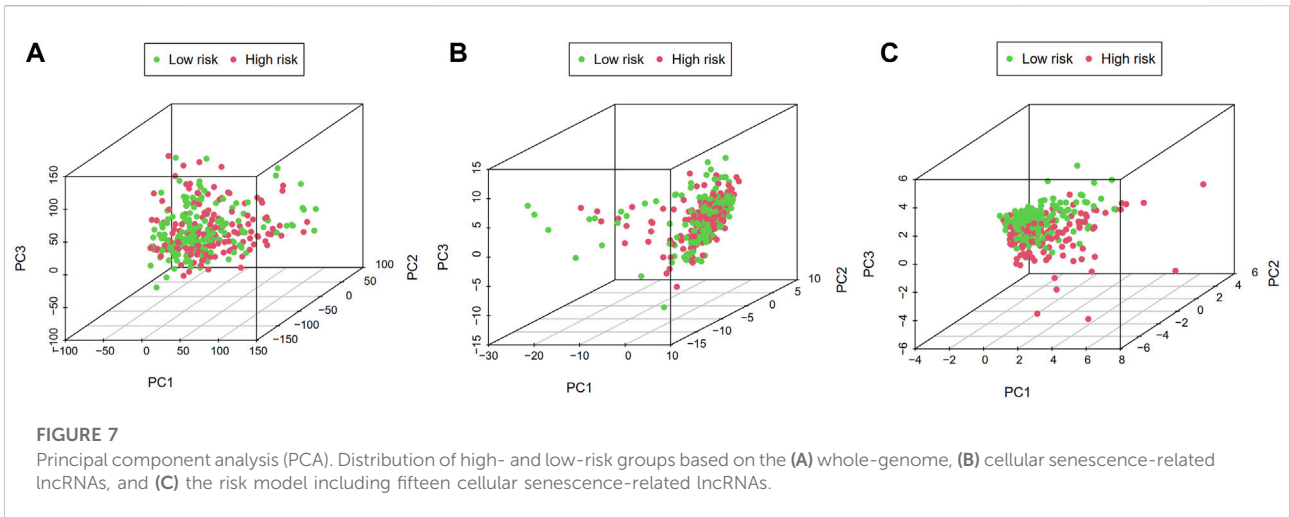 A
Low risk High risk
150
100
50
0
−50
−100
−100 −50 0 50 100 150
−150
−100
−50
0
50
100
PC1
PC2
PC3
B
Low risk High risk
15
10
5
0
−5
−10
−15
−30 −20 −10 0 10
−15
−10
−5
0
5
10
PC1
PC2
PC3
C
Low risk High risk
6
4
2
0
−2
−4
−6
−4 −2 0 2 4 6 8
−6
−4
−2
0
2
4
6
PC1
PC2
PC3
FIGURE 7
Principal component analysis (PCA). Distribution of high- and low-risk groups based on the (A) whole-genome, (B) cellular senescence-related
lncRNAs, and (C) the risk model including fifteen cellular senescence-related lncRNAs.